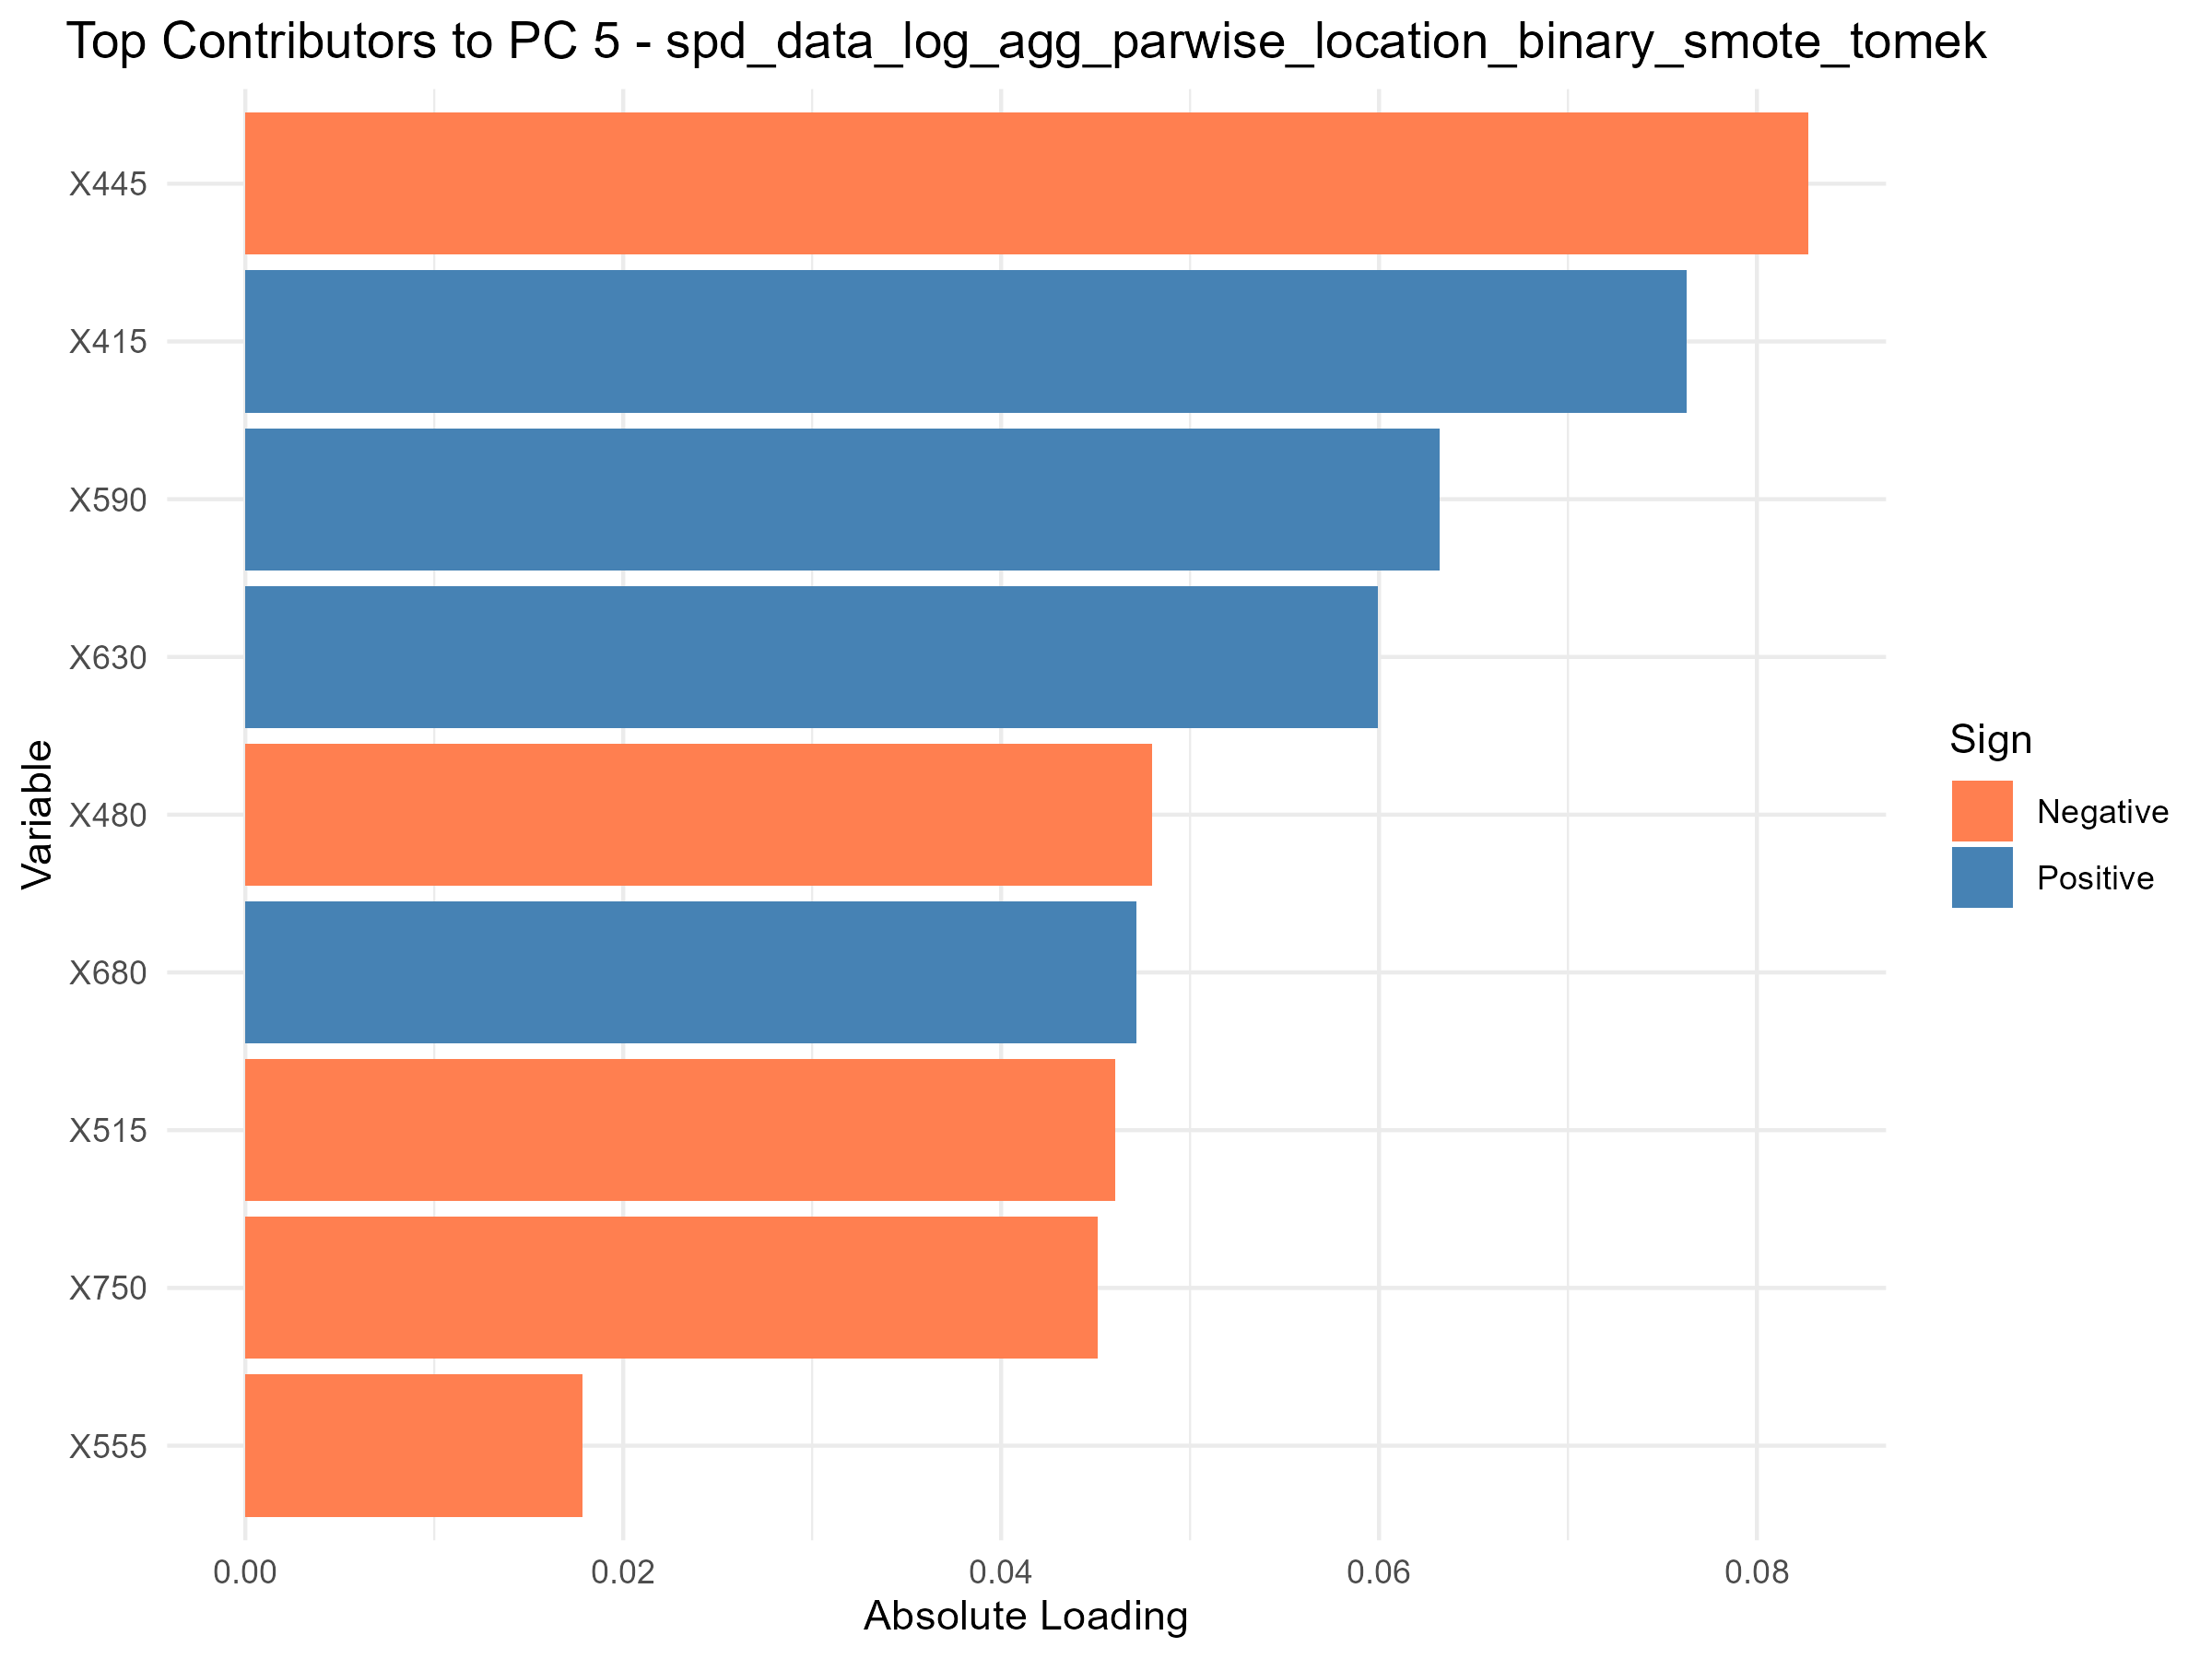 Top Contributors to PC 5 - spd_data_log_agg_parwise_location_binary_smote_tomek
Variable
X445
X415
X590
X630
X480
X680
X515
X750
X555
0.00 0.02 0.04 0.06 0.08
Absolute Loading
Sign
Negative
Positive